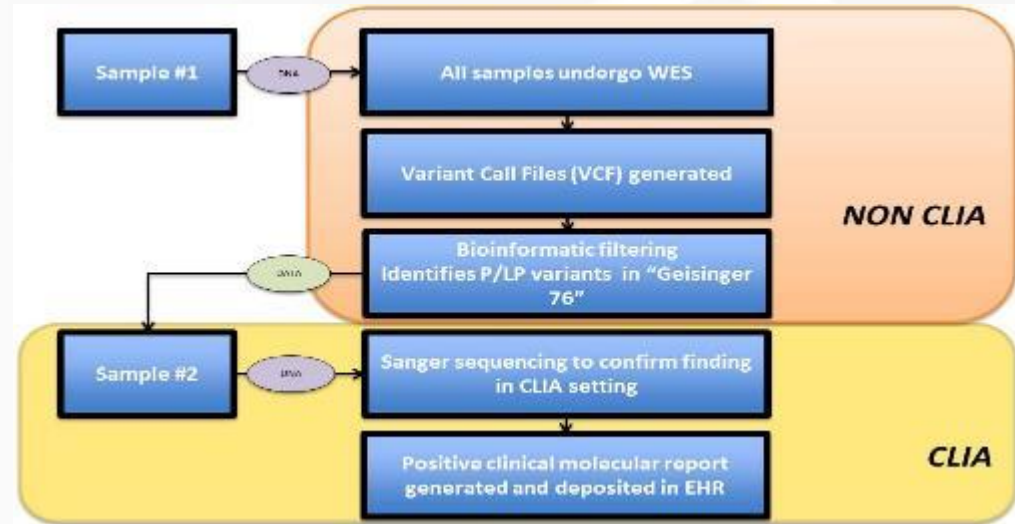 Sample #1
DNA
All samples undergo WES
Variant Call Files (VCF) generated
NON CLIA
Bioinformatic filtering
Identifies P/LP variants in “Geisinger
76”
DATA
Sample #2
DNA
Sanger sequencing to confirm finding
in CLIA setting
Positive clinical molecular report
generated and deposited in EHR
CLIA